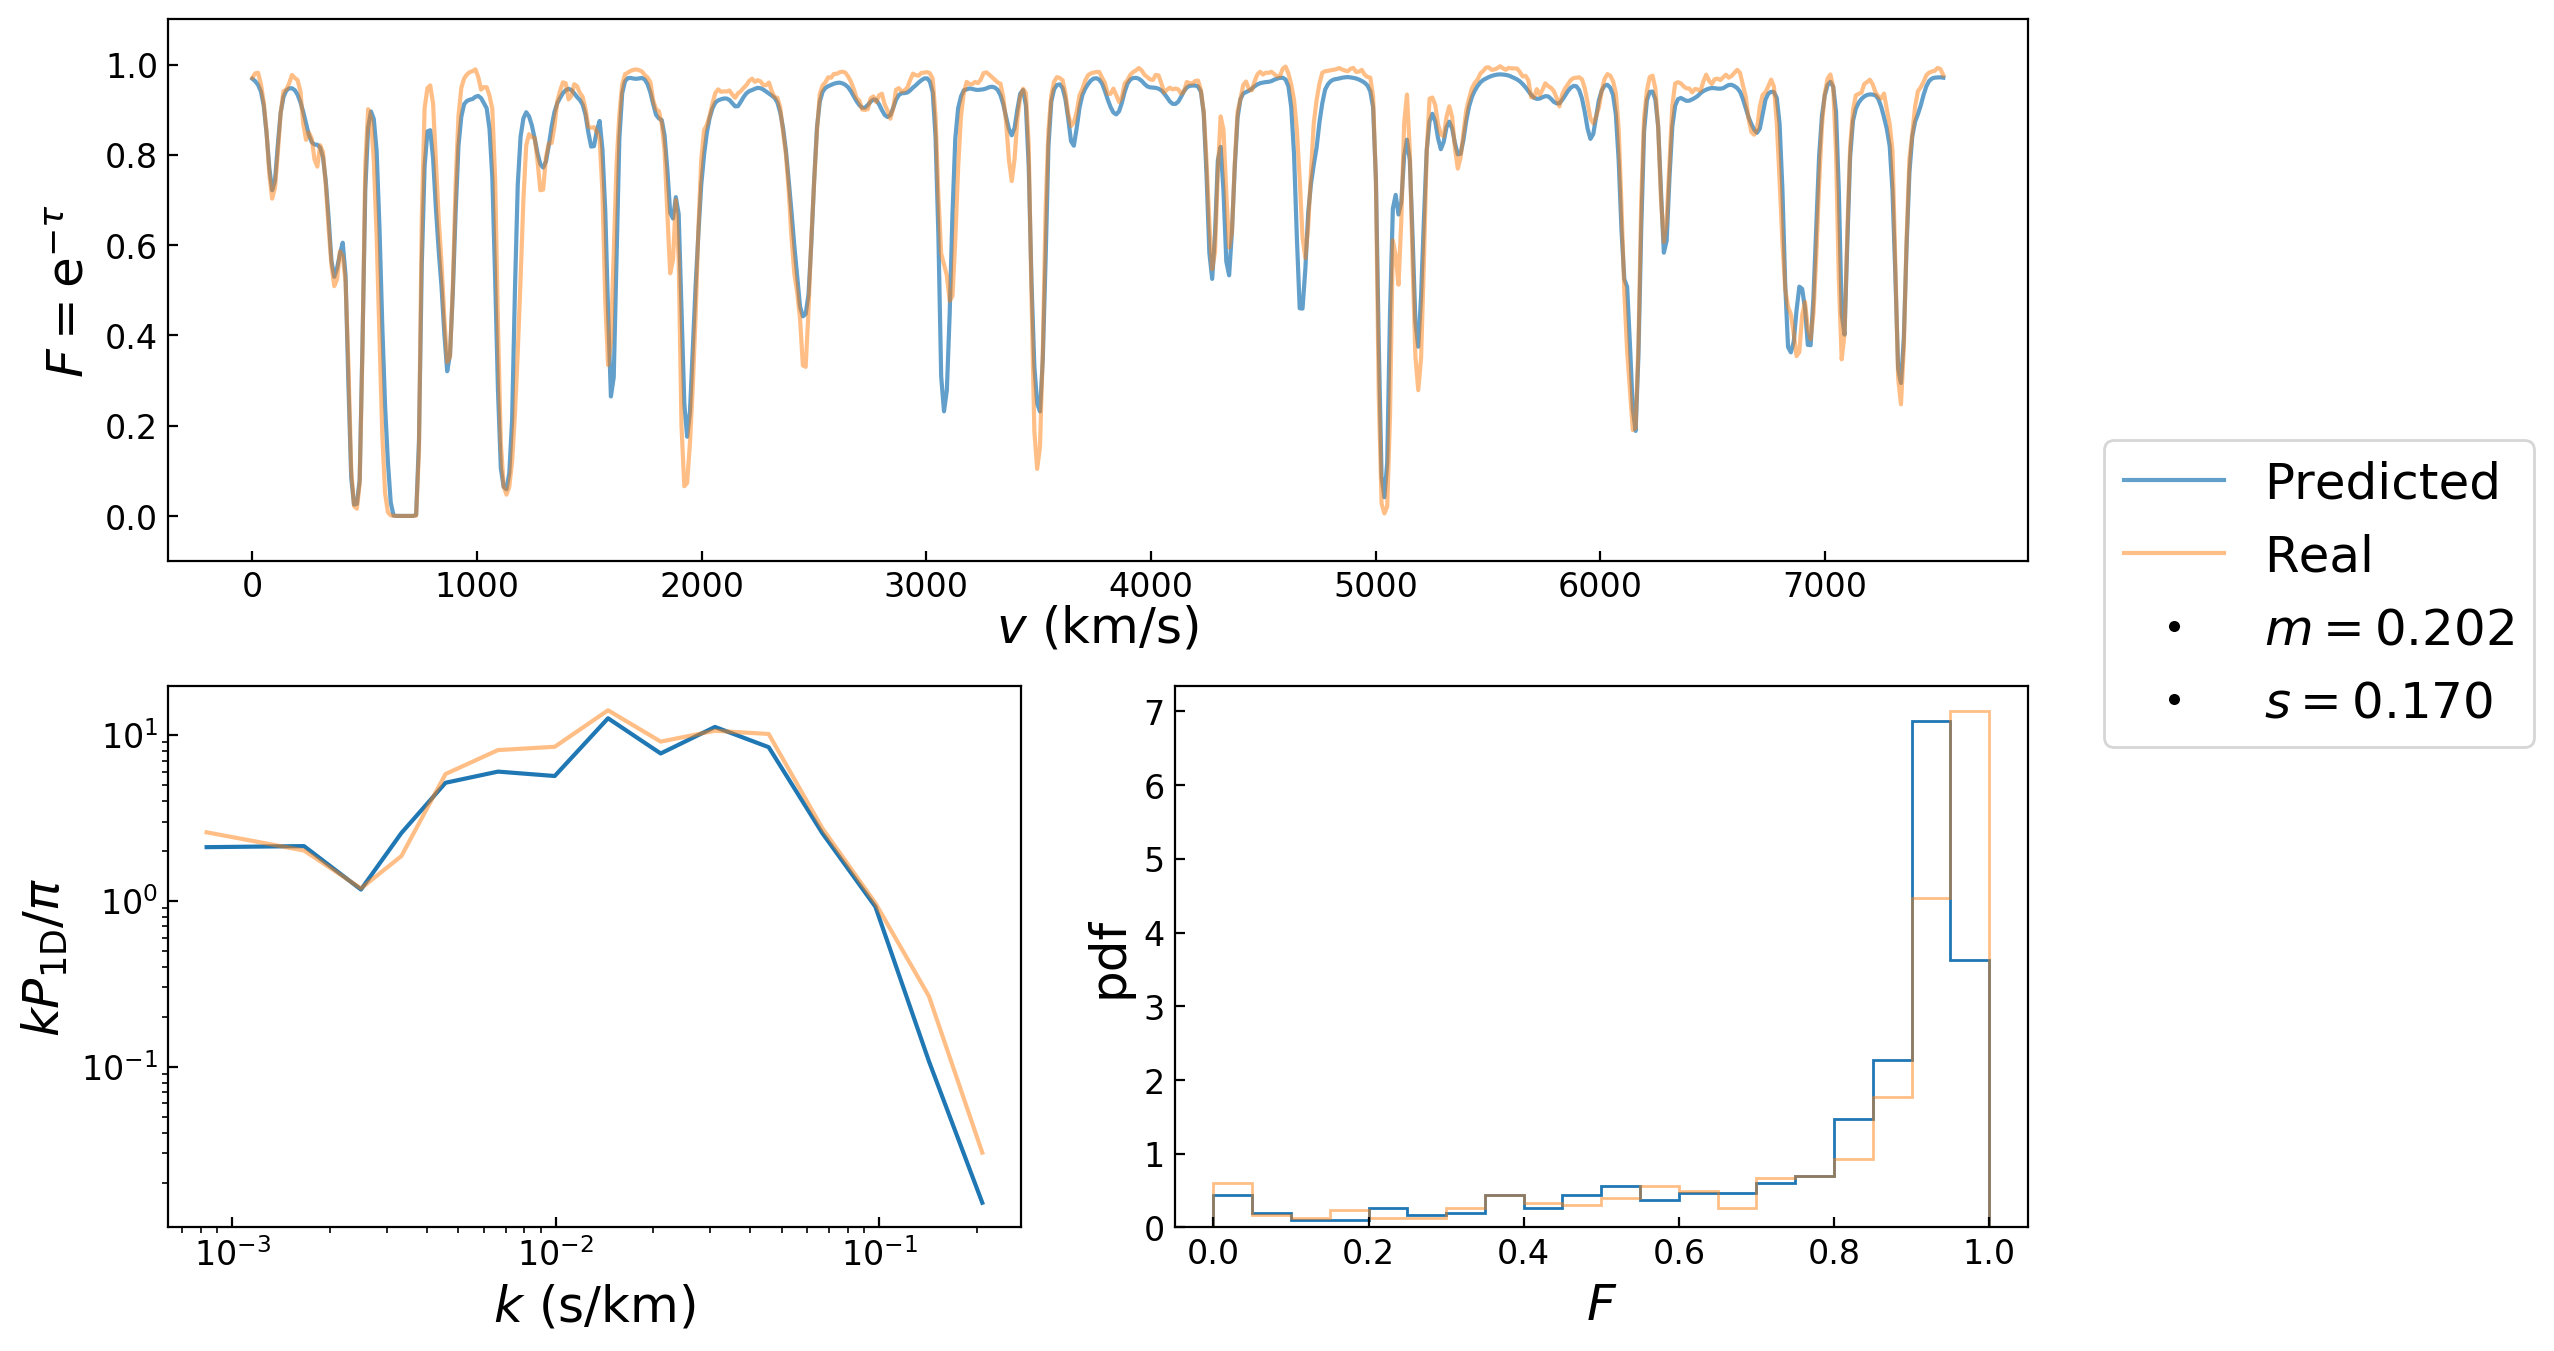 1.0
0.8
0.6
0.4
0.2
0.0
F = e^{−τ}
0 1000 2000 3000 4000 5000 6000 7000
v (km/s)
Predicted
Real
m = 0.202
s = 0.170
10^1
10^0
10^{−1}
kP_{1D}/π
10^{−3} 10^{−2} 10^{−1}
k (s/km)
7
6
5
4
3
2
1
0
pdf
0.0 0.2 0.4 0.6 0.8 1.0
F